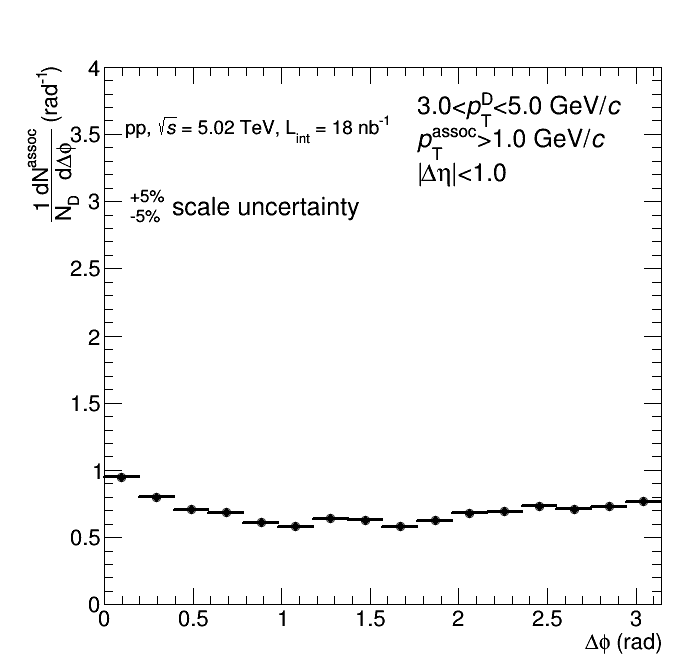 4
3.5
3
2.5
2
1.5
1
0.5
0
1 dN^assoc
N_D dΔϕ (rad⁻¹)
pp, √s = 5.02 TeV, L_int = 18 nb⁻¹
+5%
-5% scale uncertainty
3.0<p_T^D<5.0 GeV/c
p_T^assoc>1.0 GeV/c
|Δη|<1.0
0 0.5 1 1.5 2 2.5 3
Δϕ (rad)